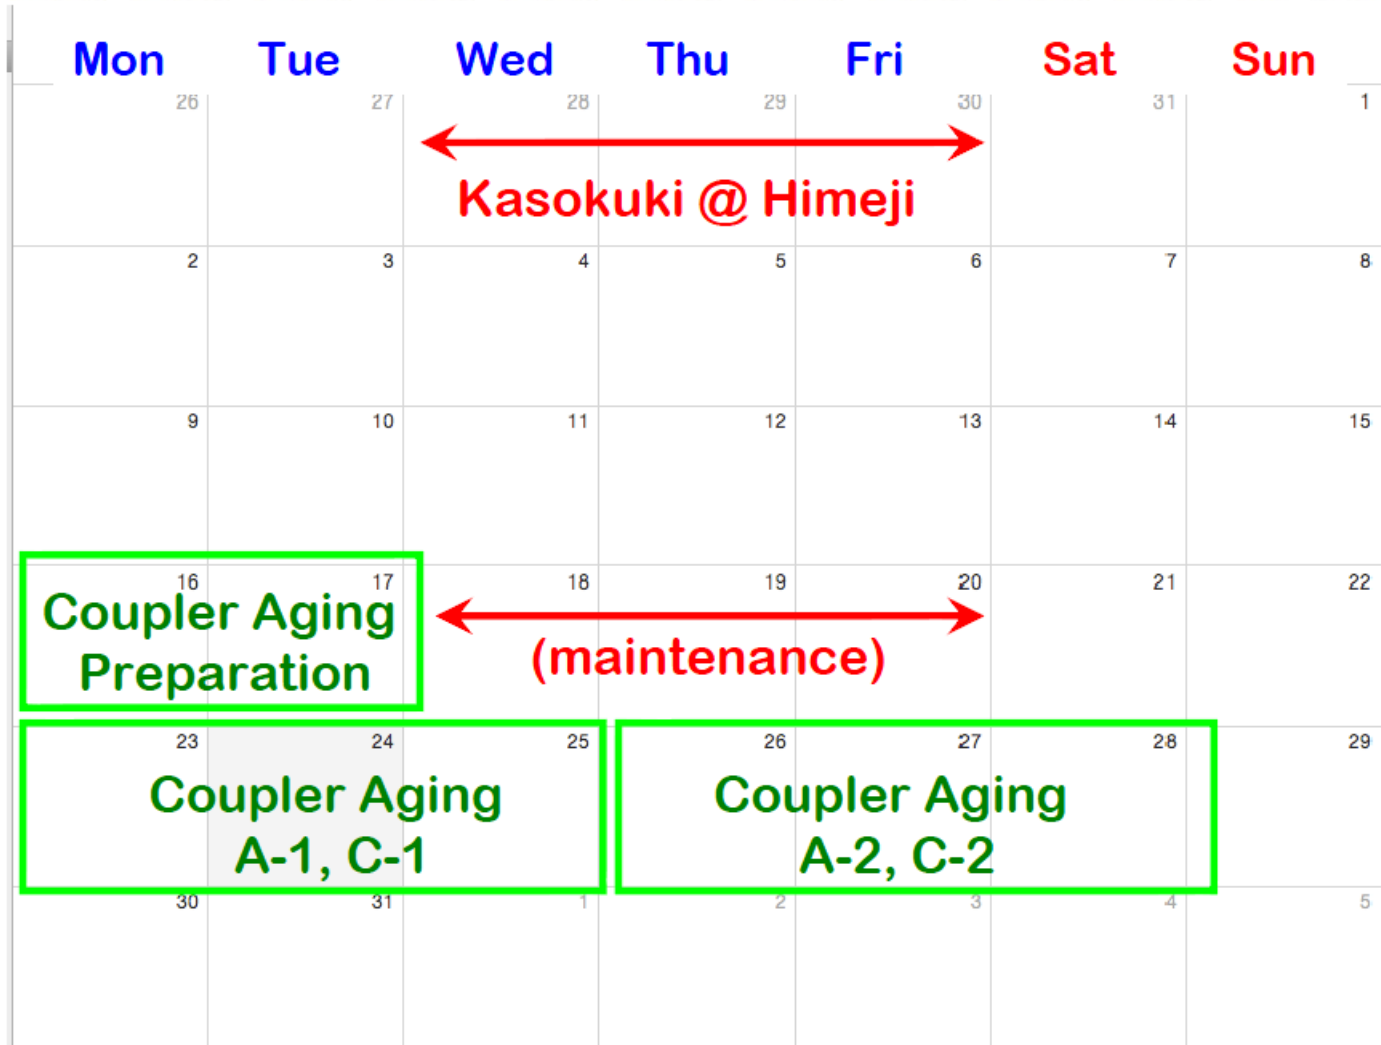 Mon Tue Wed Thu Fri Sat Sun
26 27 28 29 30 31 1
Kasokuki @ Himeji
2 3 4 5 6 7 8
9 10 11 12 13 14 15
16 17 18 19 20 21 22
Coupler Aging
Preparation
(maintenance)
23 24 25 26 27 28 29
Coupler Aging
A-1, C-1
Coupler Aging
A-2, C-2
30 31 1 2 3 4 5